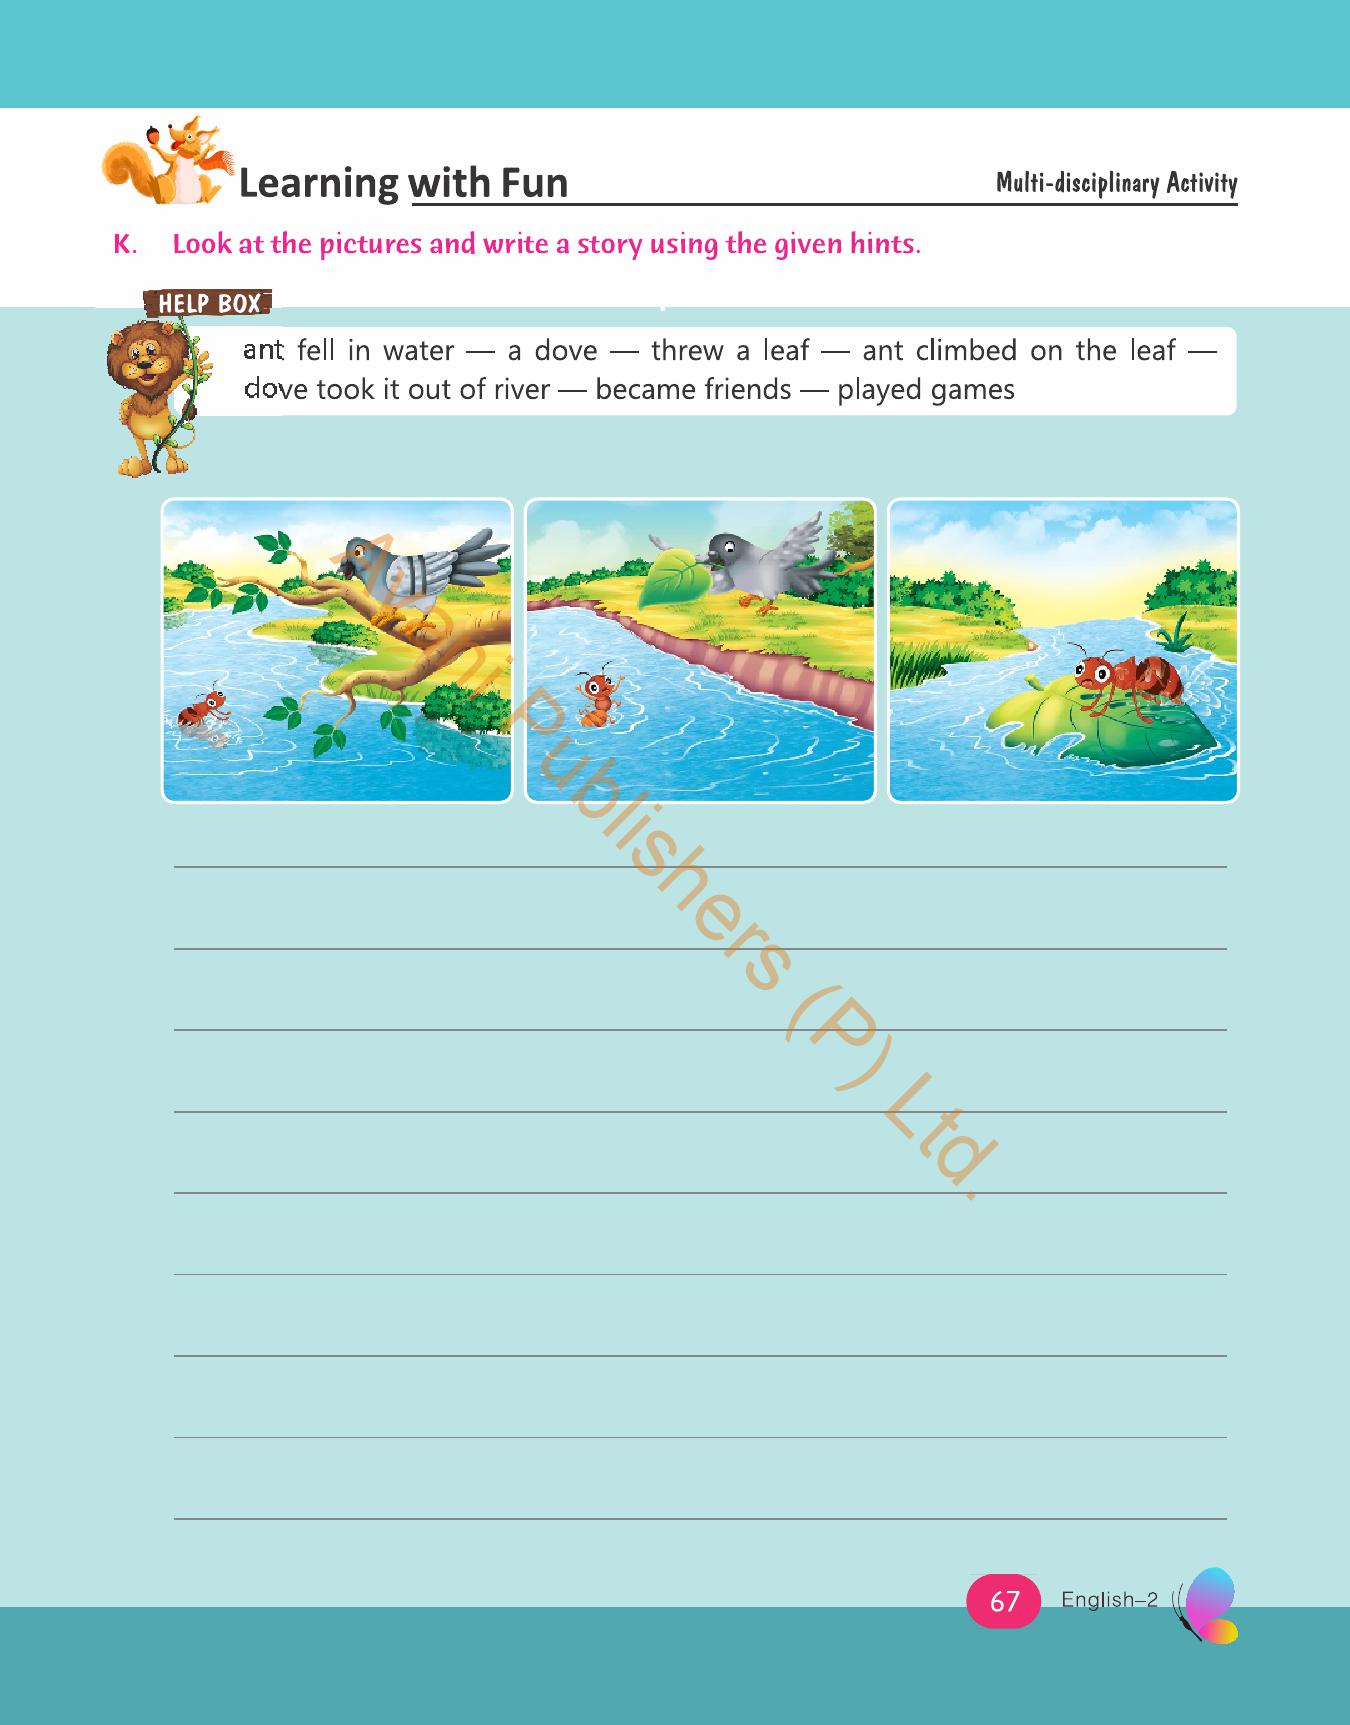 Learning with Fun
Multi-disciplinary Activity
K. Look at the pictures and write a story using the given hints.
HELP BOX
ant fell in water — a dove — threw a leaf — ant climbed on the leaf —
dove took it out of river — became friends — played games
Avani Publishers (P) Ltd.
67 English–2